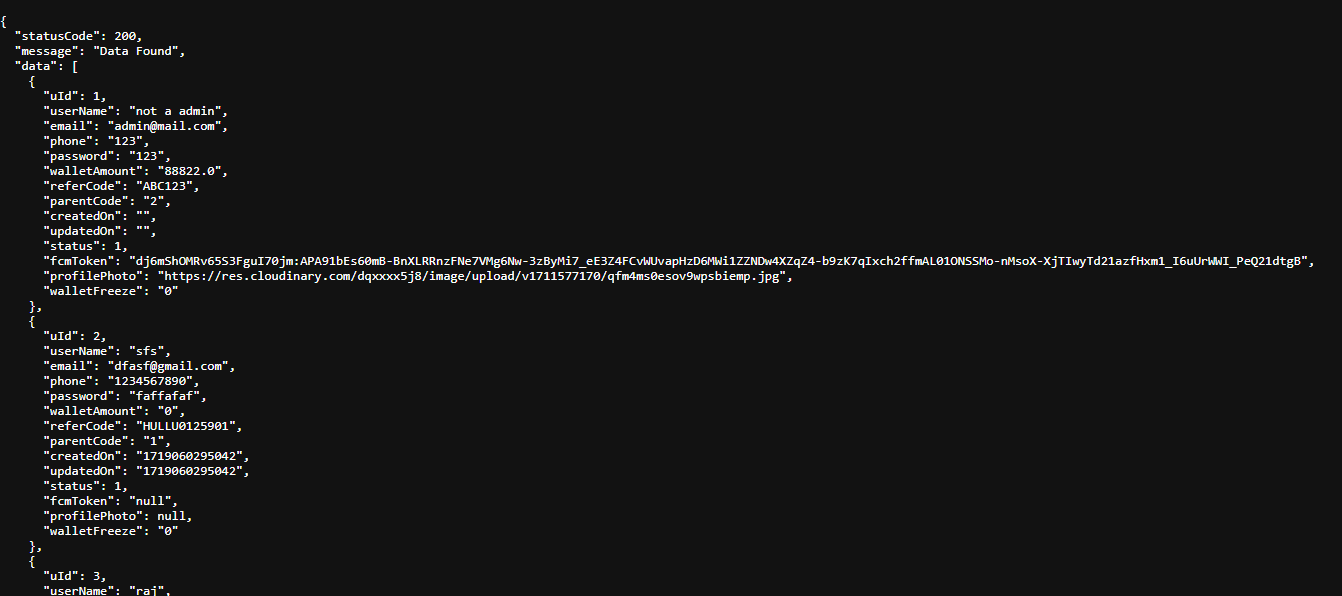 {
"statusCode": 200,
"message": "Data Found",
"data": [
{
"uId": 1,
"userName": "not a admin",
"email": "admin@mail.com",
"phone": "123",
"password": "123",
"walletAmount": "88822.0",
"referCode": "ABC123",
"parentCode": "2",
"createdOn": "",
"updatedOn": "",
"status": 1,
"fcmToken": "dj6mShOMRv65S3FguI70jm:APA91bEs60mB-BnXLRRnzFNe7VMg6Nw-3zByMi7_eE3Z4FCvWUvapHzD6MWi1ZZNDw4XZqZ4-b9zK7qIxch2ffmAL01ONSSMo-nMsoX-XjTIwyTd21azfHxm1_I6uUrWWI_PeQ21dtgB",
"profilePhoto": "https://res.cloudinary.com/dqxxxx5j8/image/upload/v1711577170/qfm4ms0esov9wpsbiemp.jpg",
"walletFreeze": "0"
},
{
"uId": 2,
"userName": "sfs",
"email": "dfasf@gmail.com",
"phone": "1234567890",
"password": "faffafaf",
"walletAmount": "0",
"referCode": "HULLU0125901",
"parentCode": "1",
"createdOn": "1719060295042",
"updatedOn": "1719060295042",
"status": 1,
"fcmToken": "null",
"profilePhoto": null,
"walletFreeze": "0"
},
{
"uId": 3,
"userName": "raj",